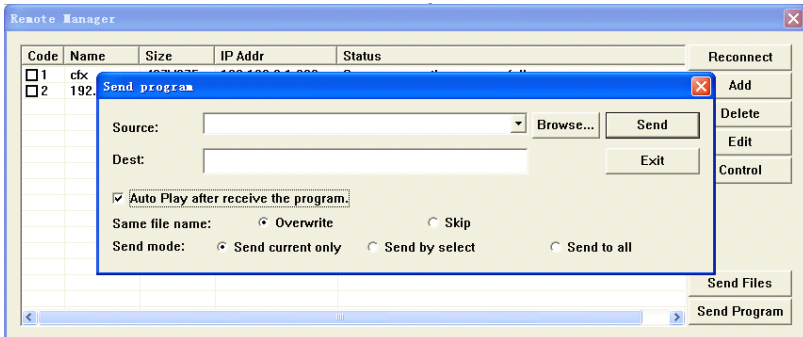 Remote Manager
Code Name Size IP Addr Status Reconnect
1 cfx
2 192.
Add
Delete
Edit
Control
Send program
Source: Browse... Send
Dest: Exit
Auto Play after receive the program.
Same file name: Overwrite Skip
Send mode: Send current only Send by select Send to all
Send Files
Send Program